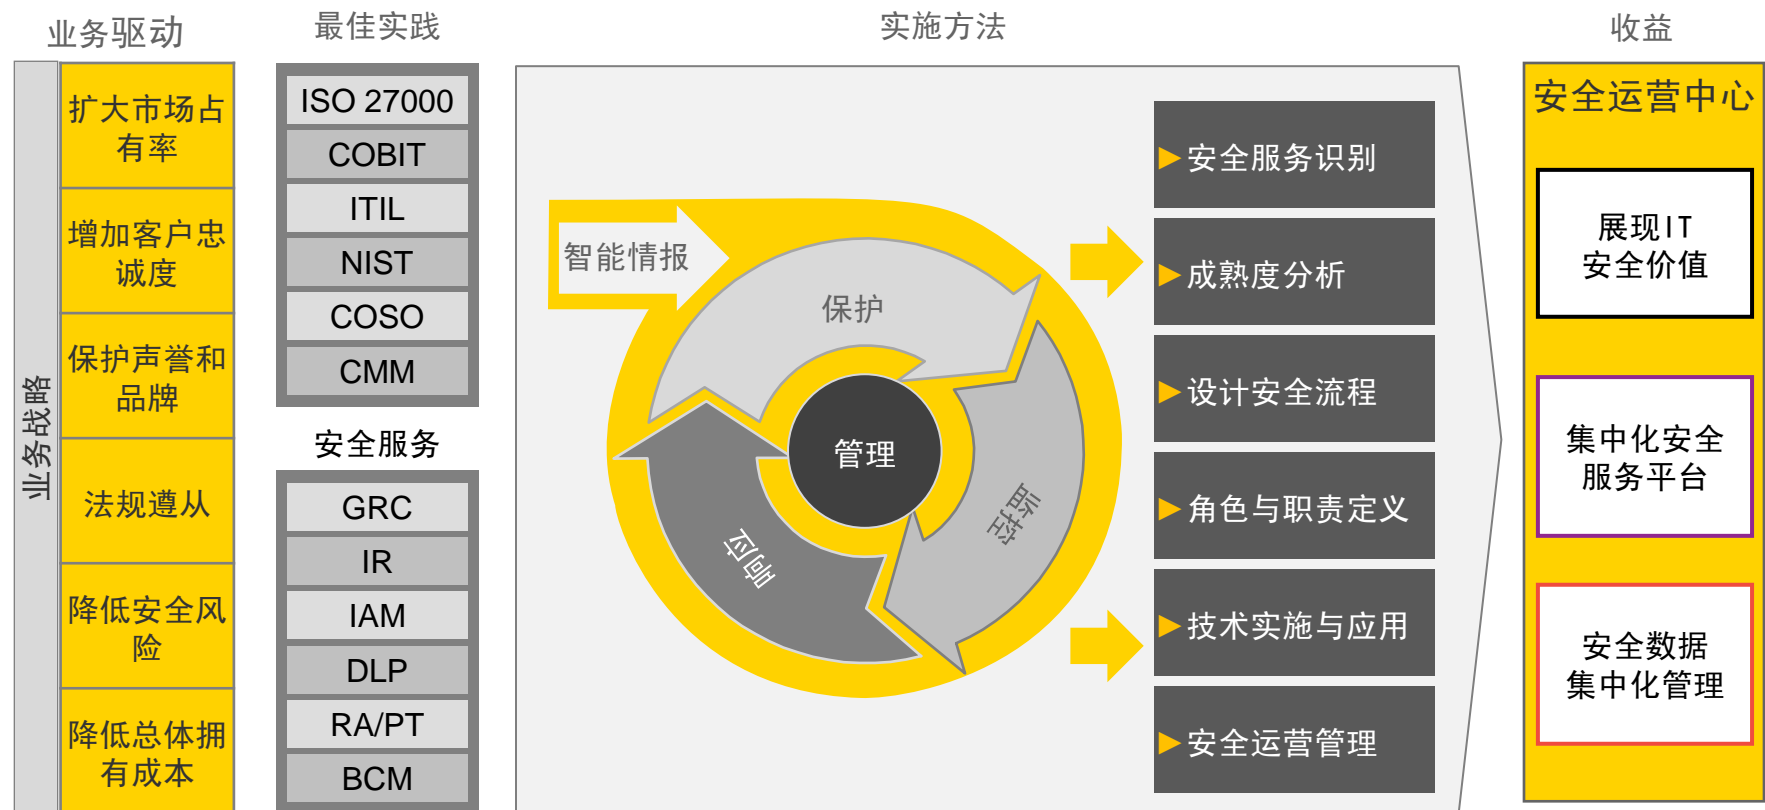 业务驱动
最佳实践
实施方法
收益
业务战略
扩大市场占
有率
增加客户忠
诚度
保护声誉和
品牌
法规遵从
降低安全风
险
降低总体拥
有成本
ISO 27000
COBIT
ITIL
NIST
COSO
CMM
安全服务
GRC
IR
IAM
DLP
RA/PT
BCM
智能情报
保护
管理
监控
响应
安全服务识别
成熟度分析
设计安全流程
角色与职责定义
技术实施与应用
安全运营管理
安全运营中心
展现IT
安全价值
集中化安全
服务平台
安全数据
集中化管理